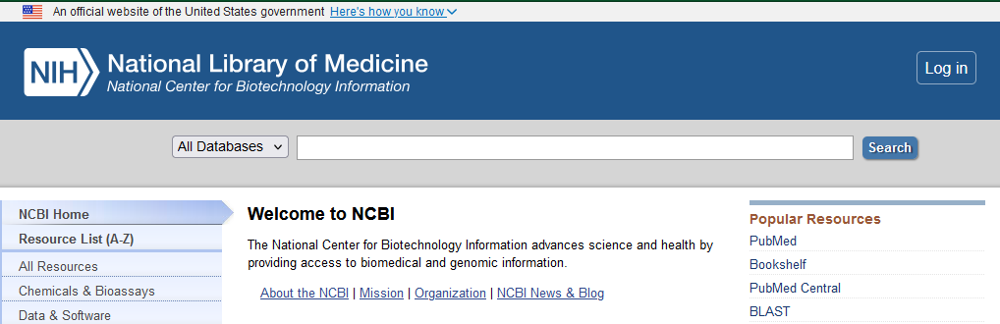 An official website of the United States government Here's how you know
NIH National Library of Medicine
National Center for Biotechnology Information
Log in
All Databases
Search
NCBI Home
Resource List (A-Z)
All Resources
Chemicals & Bioassays
Data & Software
Welcome to NCBI
The National Center for Biotechnology Information advances science and health by
providing access to biomedical and genomic information.
About the NCBI | Mission | Organization | NCBI News & Blog
Popular Resources
PubMed
Bookshelf
PubMed Central
BLAST